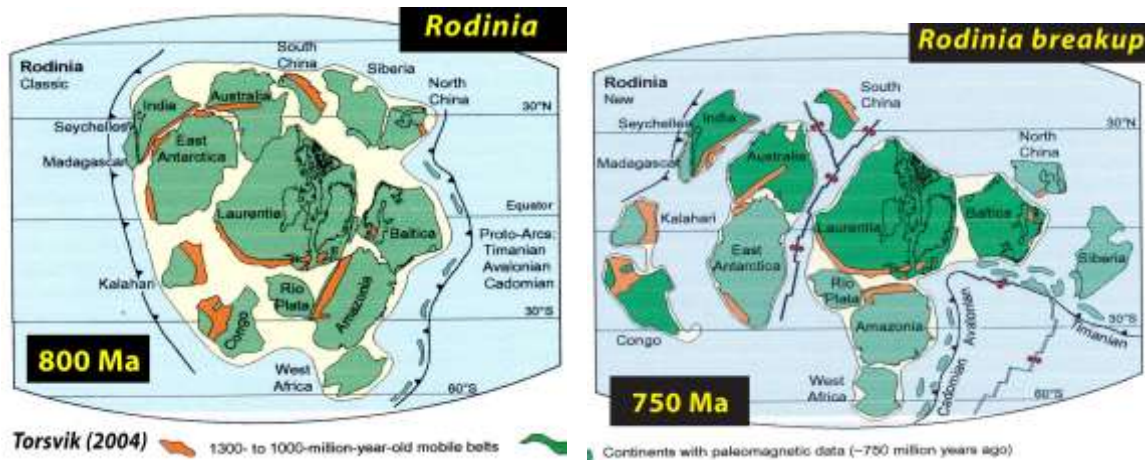 Rodinia
Rodinia
Classic
South
China
Siberia
North
China
India
Australia
30°N
Seychelles
East
Antarctica
Madagascar
Laurentia
Equator
Baltica
Proto-Arcs:
Timanian
Avalonian
Cadomian
Kalahari
Rio
Plata
Amazonia
Congo
30°S
800 Ma
West
Africa
60°S
Torsvik (2004)
1300- to 1000-million-year-old mobile belts
Rodinia breakup
Rodinia
New
South
China
India
30°N
Seychelles
North
China
Madagascar
Australia
Kalahari
Laurentia
Baltica
East
Antarctica
Siberia
Rio
Plata
Amazonia
30°S
Congo
Avalonian
Timanian
West
Africa
Cadomian
60°S
750 Ma
Continents with paleomagnetic data (~750 million years ago)